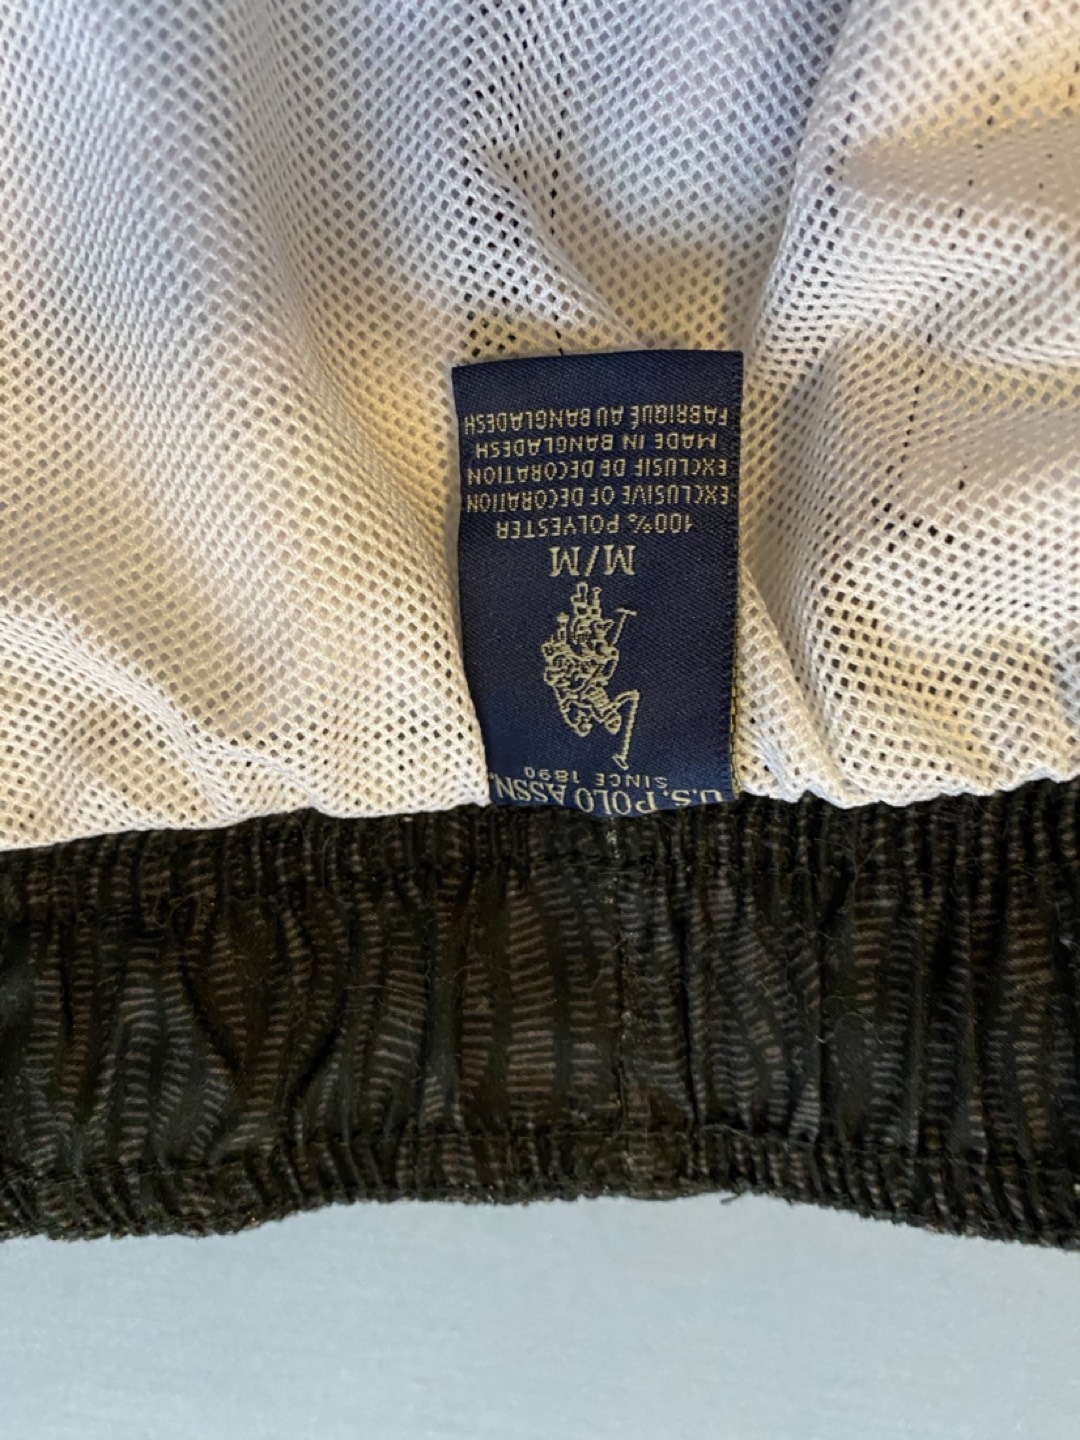 U.S. POLO ASSN.
SINCE 1890
M/M
100% POLYESTER
EXCLUSIVE OF DECORATION
EXCLUSIF DE DECORATION
MADE IN BANGLADESH
FABRIQUÉ AU BANGLADESH